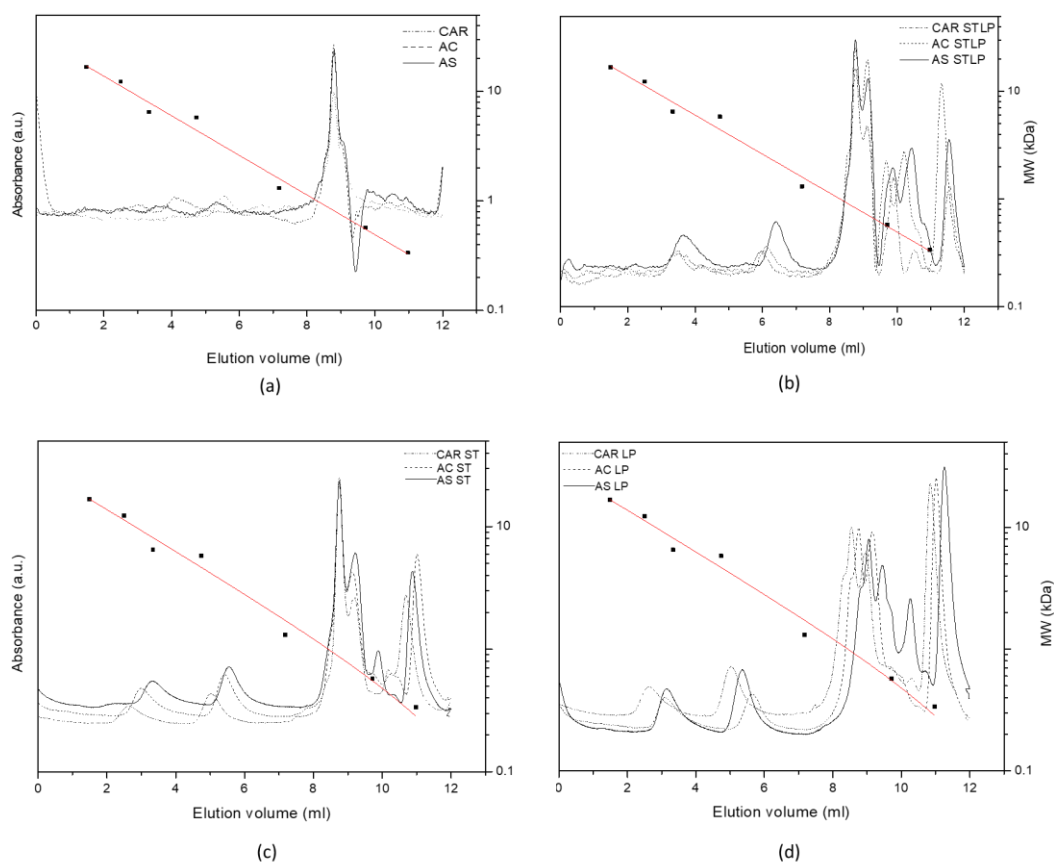 CAR
AC
AS
Absorbance (a.u.)
10
1
0.1
0 2 4 6 8 10 12
Elution volume (ml)
(a)
CAR STLP
AC STLP
AS STLP
MW (kDa)
10
1
0.1
0 2 4 6 8 10 12
Elution volume (ml)
(b)
CAR ST
AC ST
AS ST
Absorbance (a.u.)
10
1
0.1
0 2 4 6 8 10 12
Elution volume (ml)
(c)
CAR LP
AC LP
AS LP
MW (kDa)
10
1
0.1
0 2 4 6 8 10 12
Elution volume (ml)
(d)